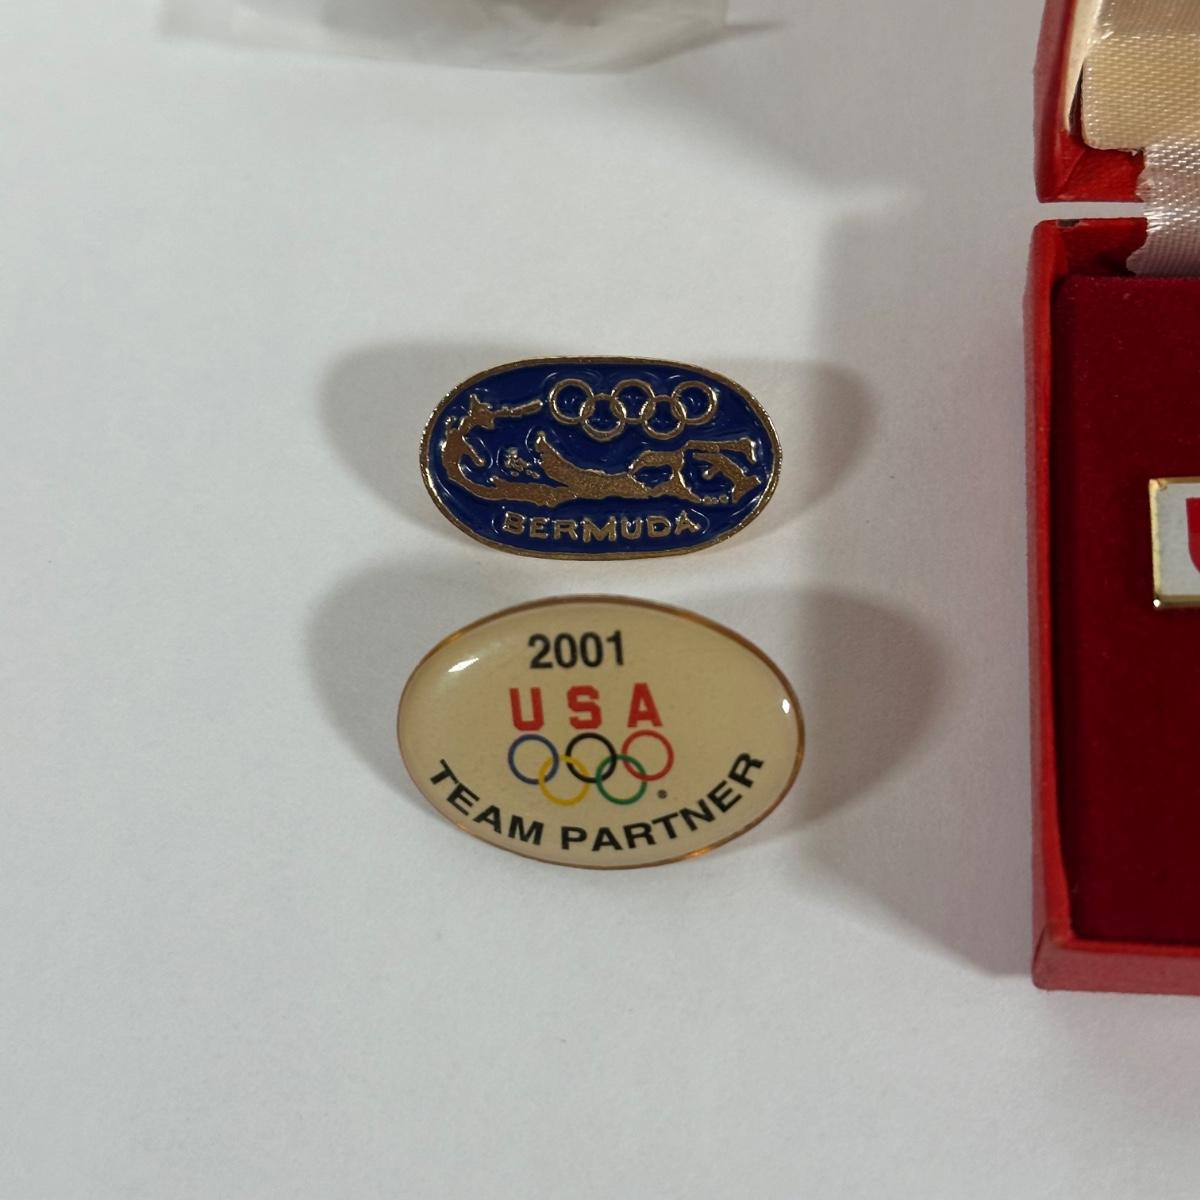 BERMUDA
2001
USA
TEAM PARTNER